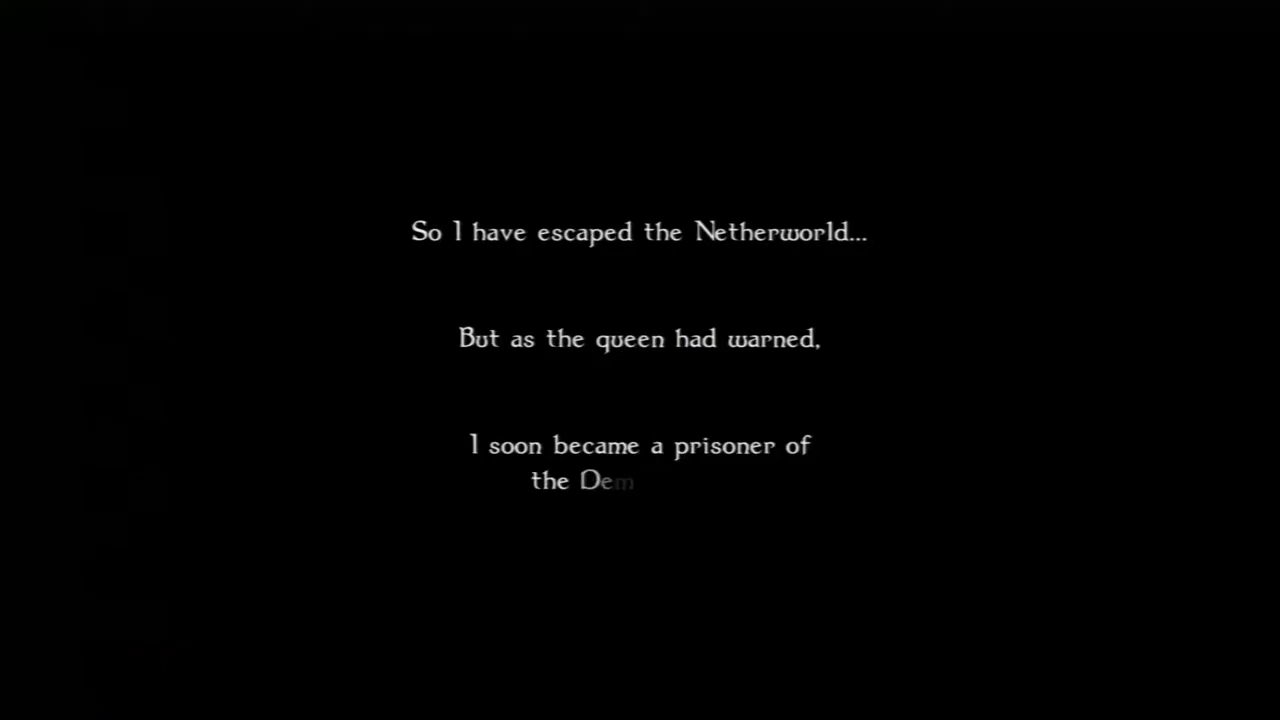 So I have escaped the Netherworld...
But as the queen had warned,
I soon became a prisoner of
the Dem